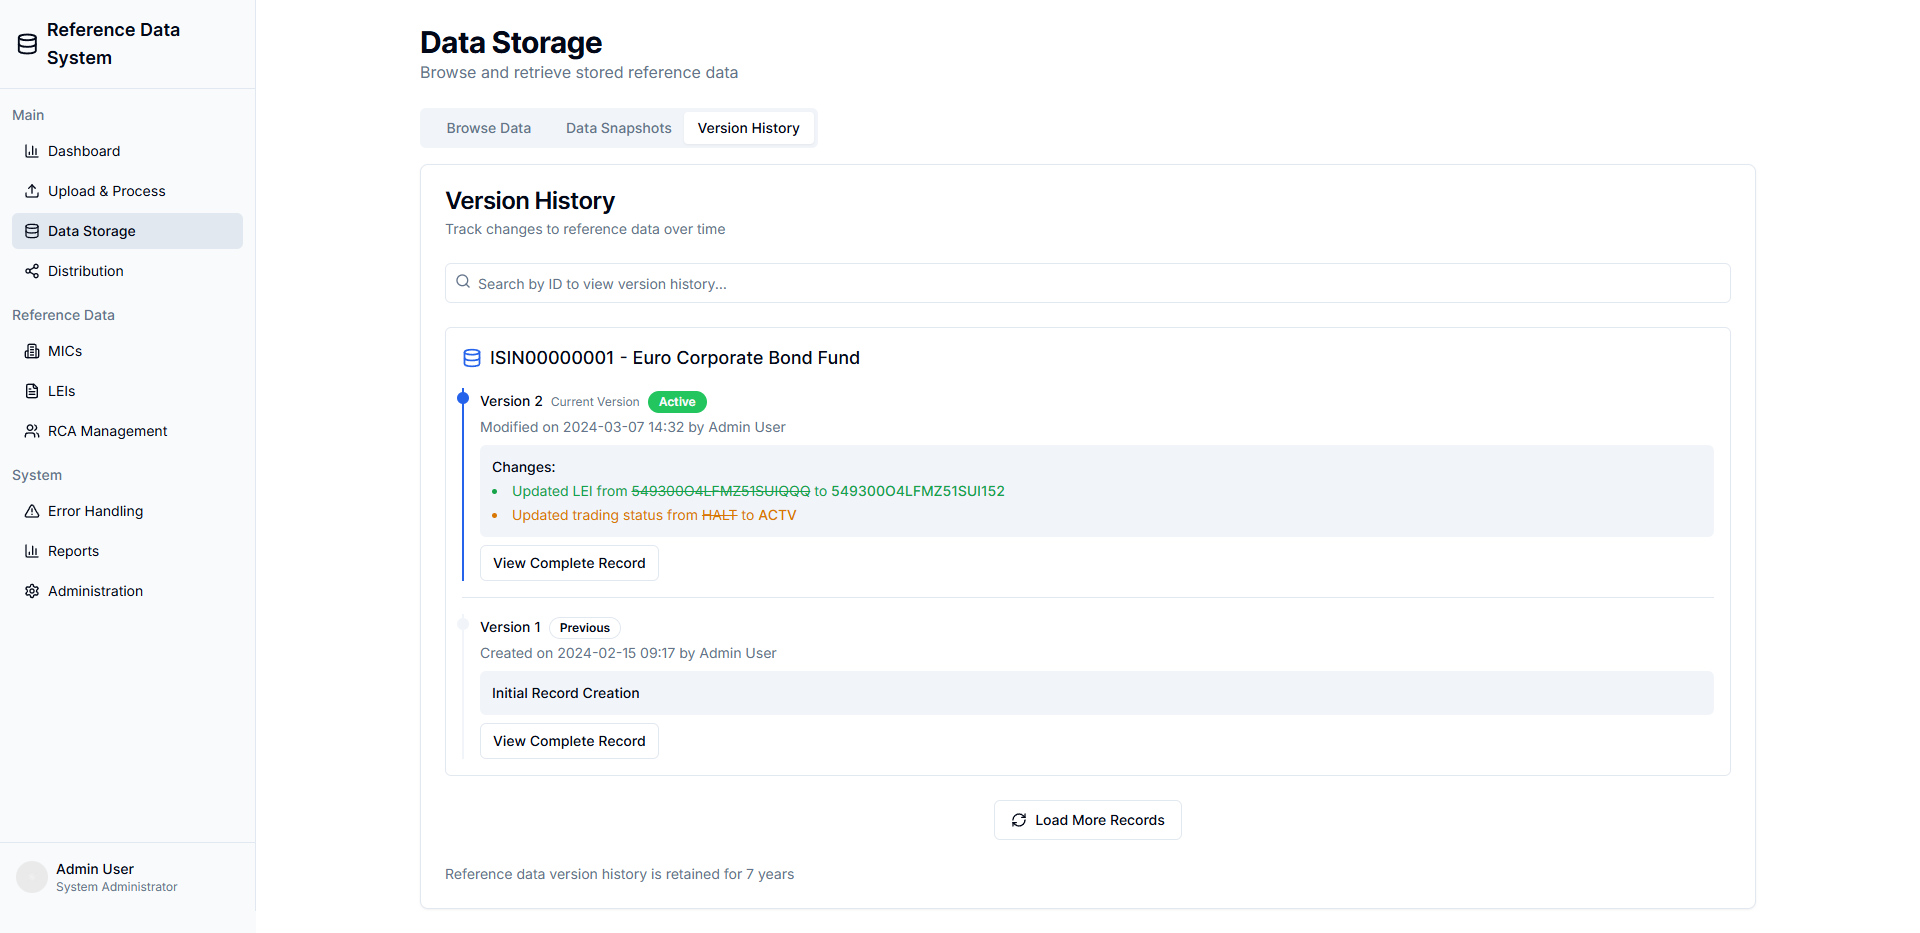 Reference Data
System
Main
Dashboard
Upload & Process
Data Storage
Distribution
Reference Data
MICs
LEIs
RCA Management
System
Error Handling
Reports
Administration
Admin User
System Administrator
Data Storage
Browse and retrieve stored reference data
Browse Data Data Snapshots Version History
Version History
Track changes to reference data over time
Search by ID to view version history...
ISIN00000001 - Euro Corporate Bond Fund
Version 2 Current Version Active
Modified on 2024-03-07 14:32 by Admin User
Changes:
• Updated LEI from 549300O4LFMZ51SUIQQQ to 549300O4LFMZ51SUI152
• Updated trading status from HALT to ACTV
View Complete Record
Version 1 Previous
Created on 2024-02-15 09:17 by Admin User
Initial Record Creation
View Complete Record
Load More Records
Reference data version history is retained for 7 years